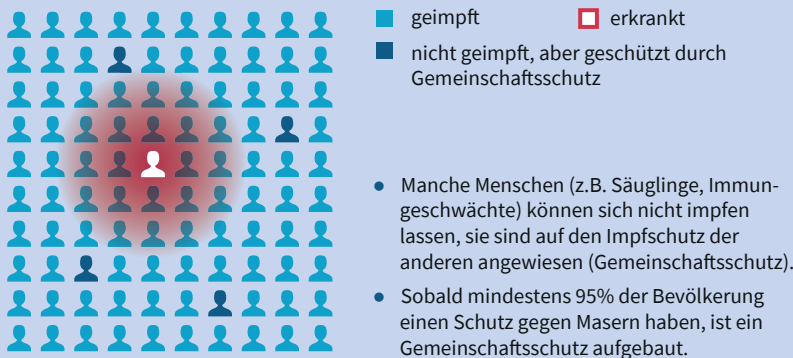 geimpft
erkrankt
nicht geimpft, aber geschützt durch
Gemeinschaftsschutz
• Manche Menschen (z.B. Säuglinge, Immun-
geschwächte) können sich nicht impfen
lassen, sie sind auf den Impfschutz der
anderen angewiesen (Gemeinschaftsschutz).
• Sobald mindestens 95% der Bevölkerung
einen Schutz gegen Masern haben, ist ein
Gemeinschaftsschutz aufgebaut.